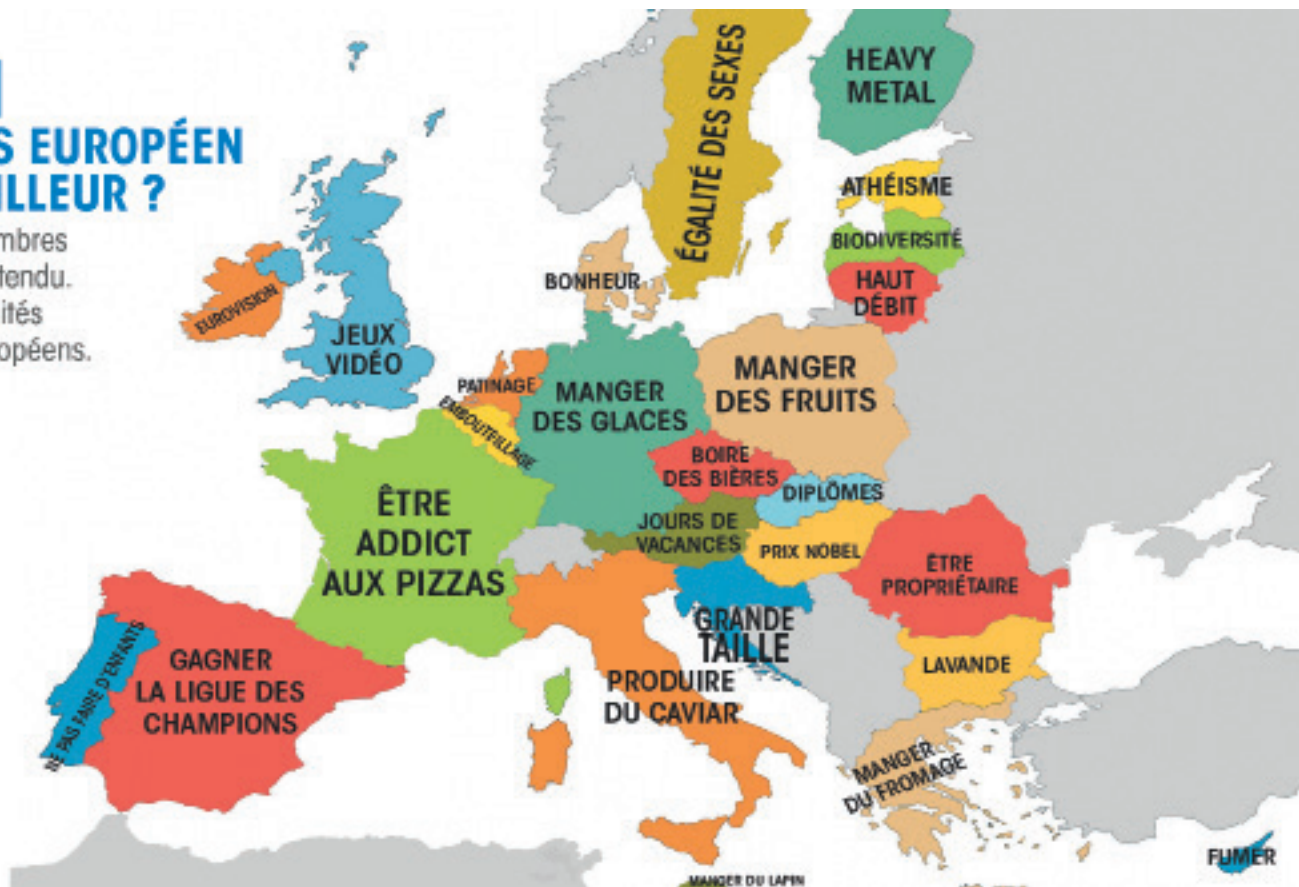 S EUROPÉEN
ILLEUR ?
mbres
tendu.
ités
opéens.
ÉGALITÉ DES SEXES
HEAVY
METAL
ATHÉISME
BIODIVERSITÉ
HAUT
DÉBIT
BONHEUR
EUROVISION
JEUX
VIDÉO
PATINAGE
EMBOUTEILLAGE
MANGER
DES GLACES
MANGER
DES FRUITS
BOIRE
DES BIÈRES
DIPLÔMES
JOURS DE
VACANCES
PRIX NOBEL
ÊTRE
PROPRIÉTAIRE
ÊTRE
ADDICT
AUX PIZZAS
GRANDE
TAILLE
LAVANDE
NE PAS FAIRE D'ENFANTS
GAGNER
LA LIGUE DES
CHAMPIONS
PRODUIRE
DU CAVIAR
MANGER
DU FROMAGE
FUMER
MANGER DU LAPIN